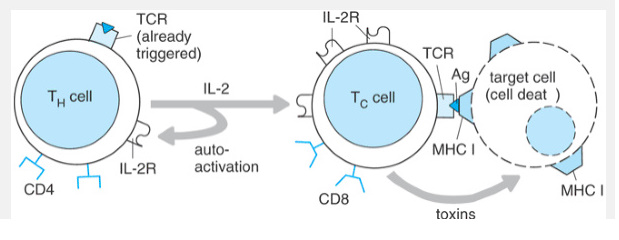 TCR
(already
triggered)
TH cell
IL-2
auto-
activation
IL-2R
CD4
IL-2R
TCR
Ag
TC cell
target cell
(cell deat )
MHC I
CD8
MHC I
toxins